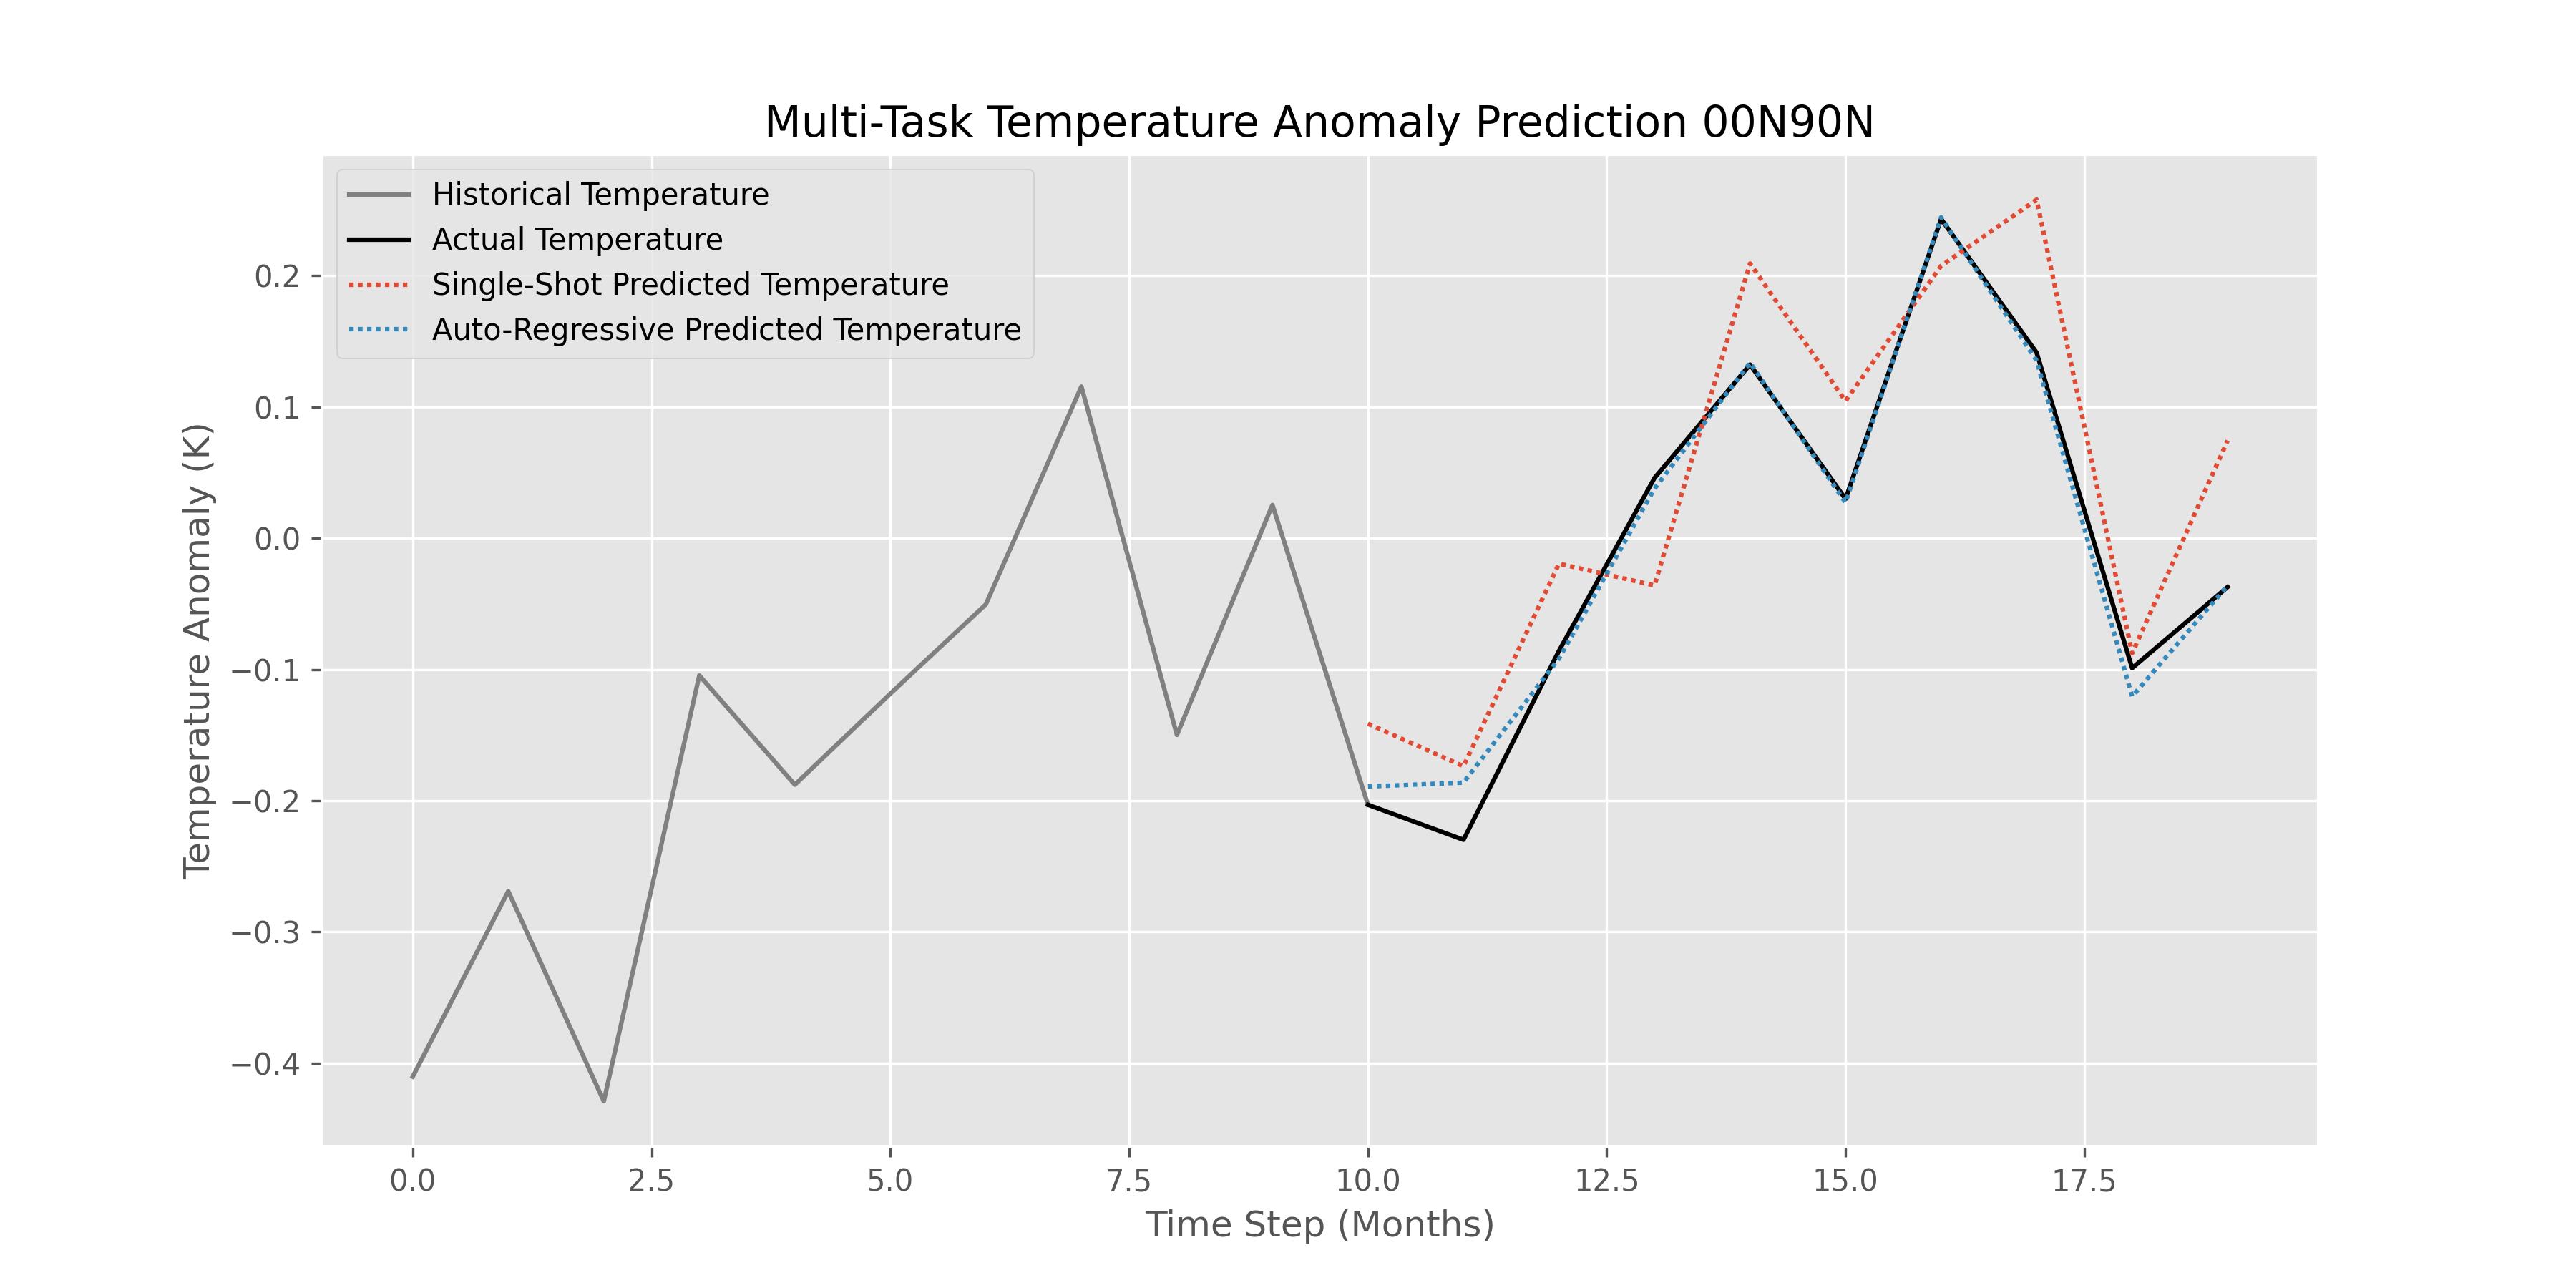 Multi-Task Temperature Anomaly Prediction 00N90N
Historical Temperature
Actual Temperature
Single-Shot Predicted Temperature
Auto-Regressive Predicted Temperature
Temperature Anomaly (K)
0.2
0.1
0.0
−0.1
−0.2
−0.3
−0.4
0.0 2.5 5.0 7.5 10.0 12.5 15.0 17.5
Time Step (Months)